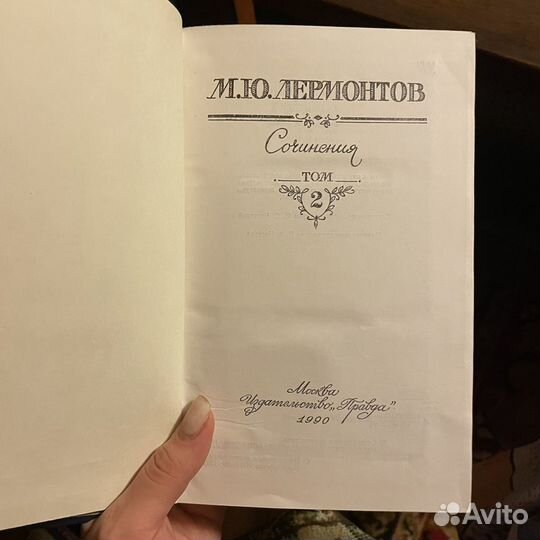 М.Ю.ЛЕРМОНТОВ
Сочинения
ТОМ
2
Москва
Издательство „Правда"
1990
Avito